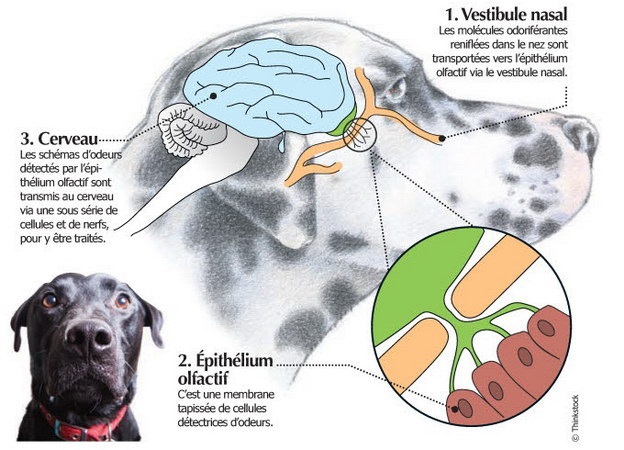 1. Vestibule nasal
Les molécules odoriférantes
reniflées dans le nez sont
transportées vers l'épithélium
olfactif via le vestibule nasal.
3. Cerveau
Les schémas d'odeurs
détectés par l'épi-
thélium olfactif sont
transmis au cerveau
via une sous série de
cellules et de nerfs,
pour y être traités.
2. Épithélium
olfactif
C'est une membrane
tapissée de cellules
détectrices d'odeurs.
© Thinkstock